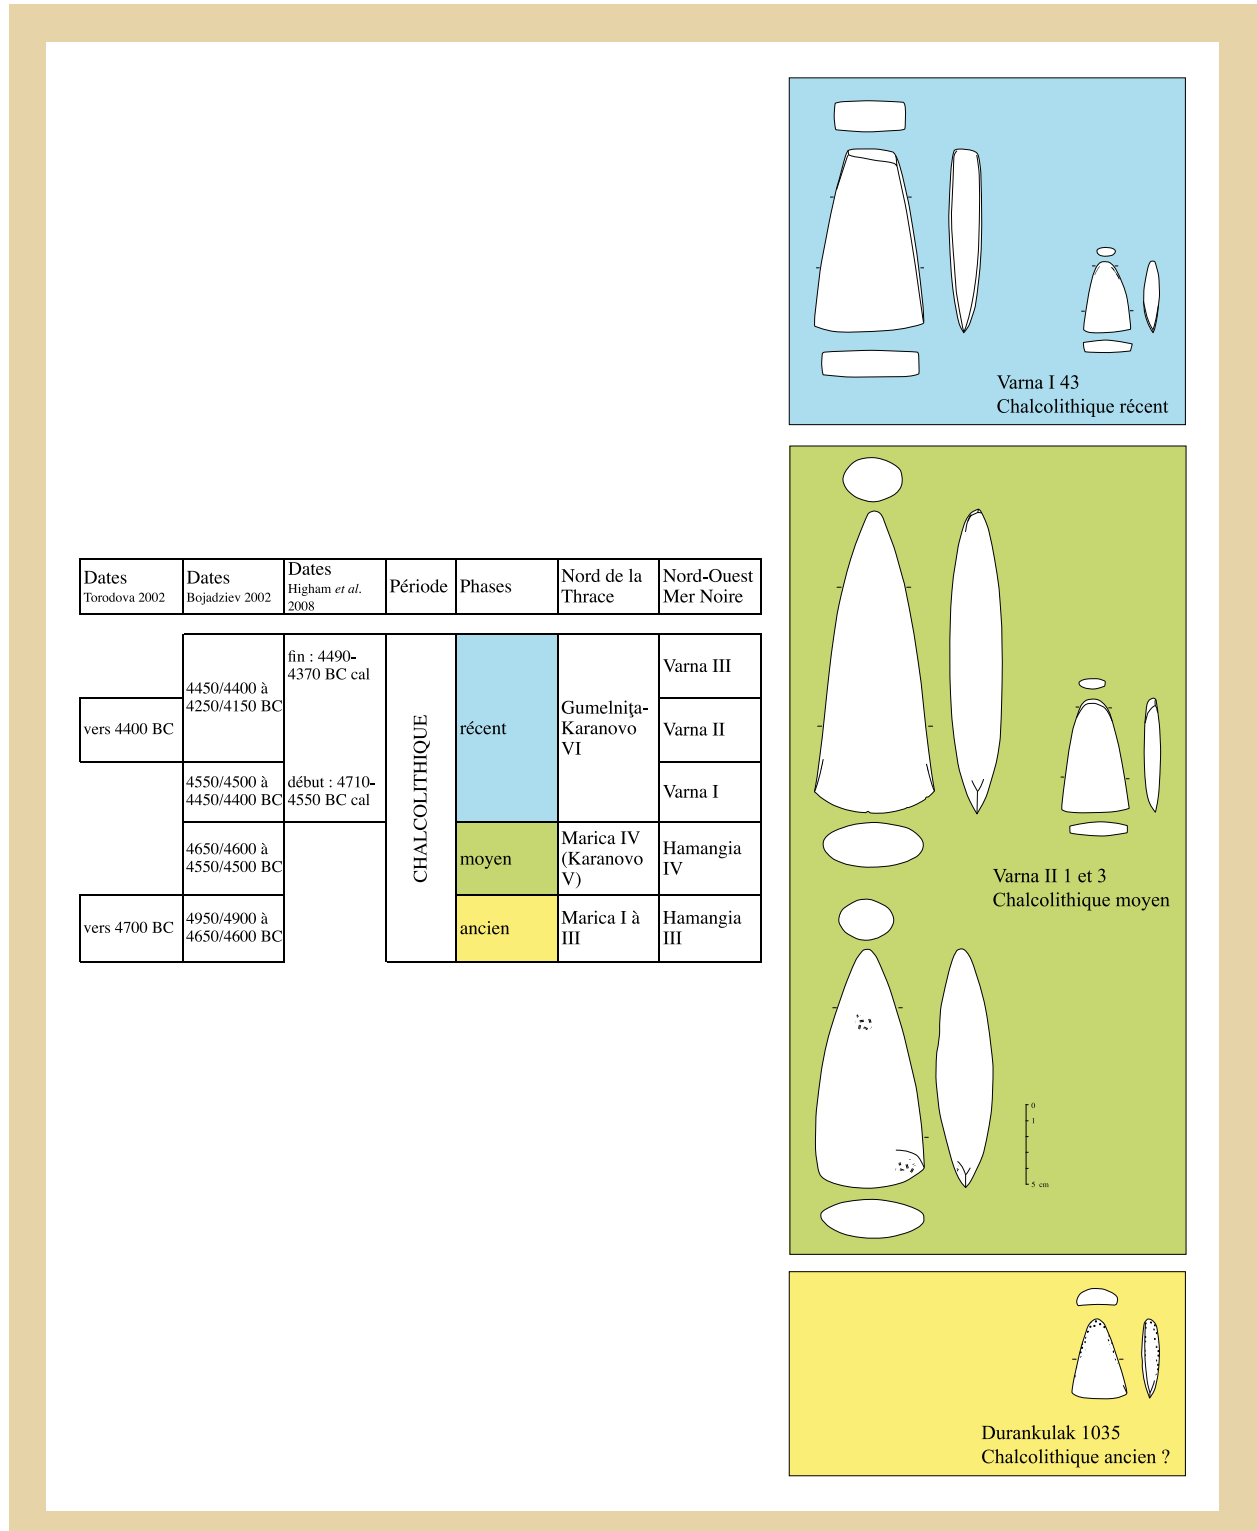 Dates
Torodova 2002
Dates
Bojadziev 2002
Dates
Higham et al.
2008
Période
Phases
Nord de la
Thrace
Nord-Ouest
Mer Noire
vers 4400 BC
vers 4700 BC
4450/4400 à
4250/4150 BC
4550/4500 à
4450/4400 BC
4650/4600 à
4550/4500 BC
4950/4900 à
4650/4600 BC
fin : 4490-
4370 BC cal
début : 4710-
4550 BC cal
CHALCOLITHIQUE
récent
moyen
ancien
Gumelniţa-
Karanovo
VI
Marica IV
(Karanovo
V)
Marica I à
III
Varna III
Varna II
Varna I
Hamangia
IV
Hamangia
III
Varna I 43
Chalcolithique récent
Varna II 1 et 3
Chalcolithique moyen
0
1
5 cm
Durankulak 1035
Chalcolithique ancien ?